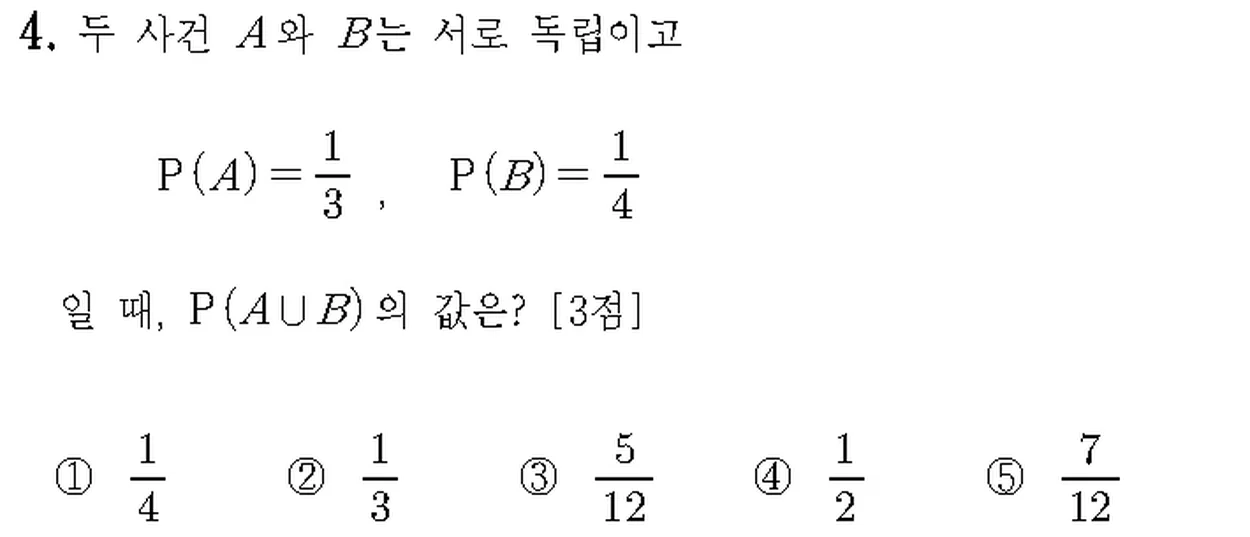 4. 두 사건 A와 B는 서로 독립이고
P(A)=1/3, P(B)=1/4
일 때, P(A∪B)의 값은? [3점]
① 1/4 ② 1/3 ③ 5/12 ④ 1/2 ⑤ 7/12